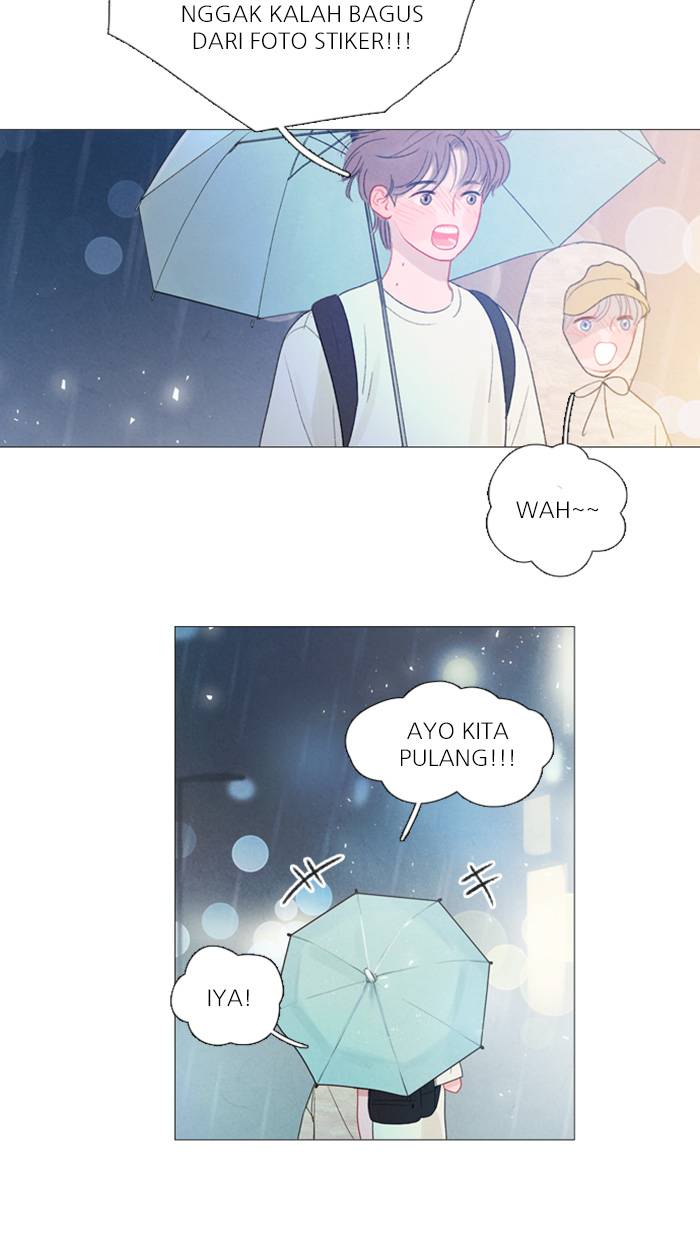 NGGAK KALAH BAGUS
DARI FOTO STIKER!!!
WAH~~
AYO KITA
PULANG!!!
IYA!